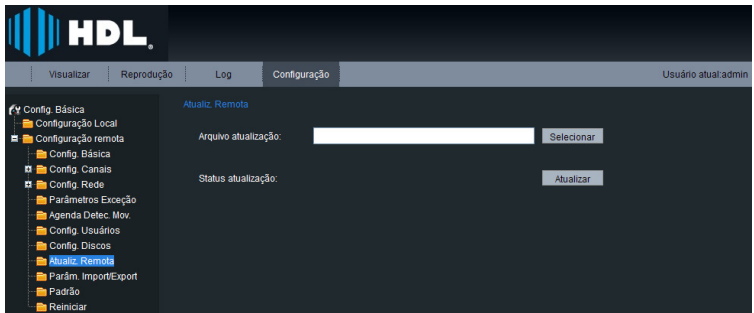 HDL.
Visualizar Reprodução Log Configuração Usuário atual:admin
Config. Básica
Configuração Local
Configuração remota
Config. Básica
Config. Canais
Config. Rede
Parâmetros Exceção
Agenda Detec. Mov.
Config. Usuários
Config. Discos
Atualiz. Remota
Parâm. Import/Export
Padrão
Reiniciar
Atualiz. Remota
Arquivo atualização: Selecionar
Status atualização: Atualizar